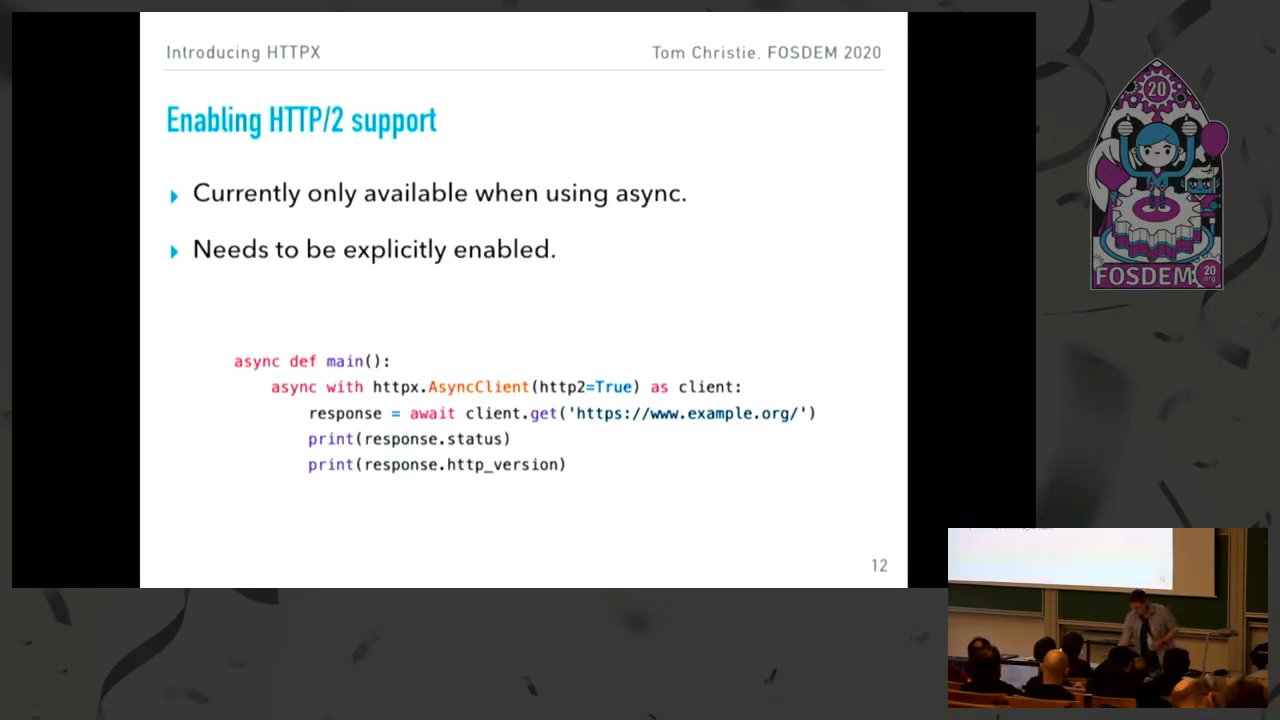 Introducing HTTPX
Tom Christie, FOSDEM 2020
Enabling HTTP/2 support
Currently only available when using async.
Needs to be explicitly enabled.
async def main():
    async with httpx.AsyncClient(http2=True) as client:
        response = await client.get('https://www.example.org/')
        print(response.status)
        print(response.http_version)
12
20
FOSDEM
20
.org